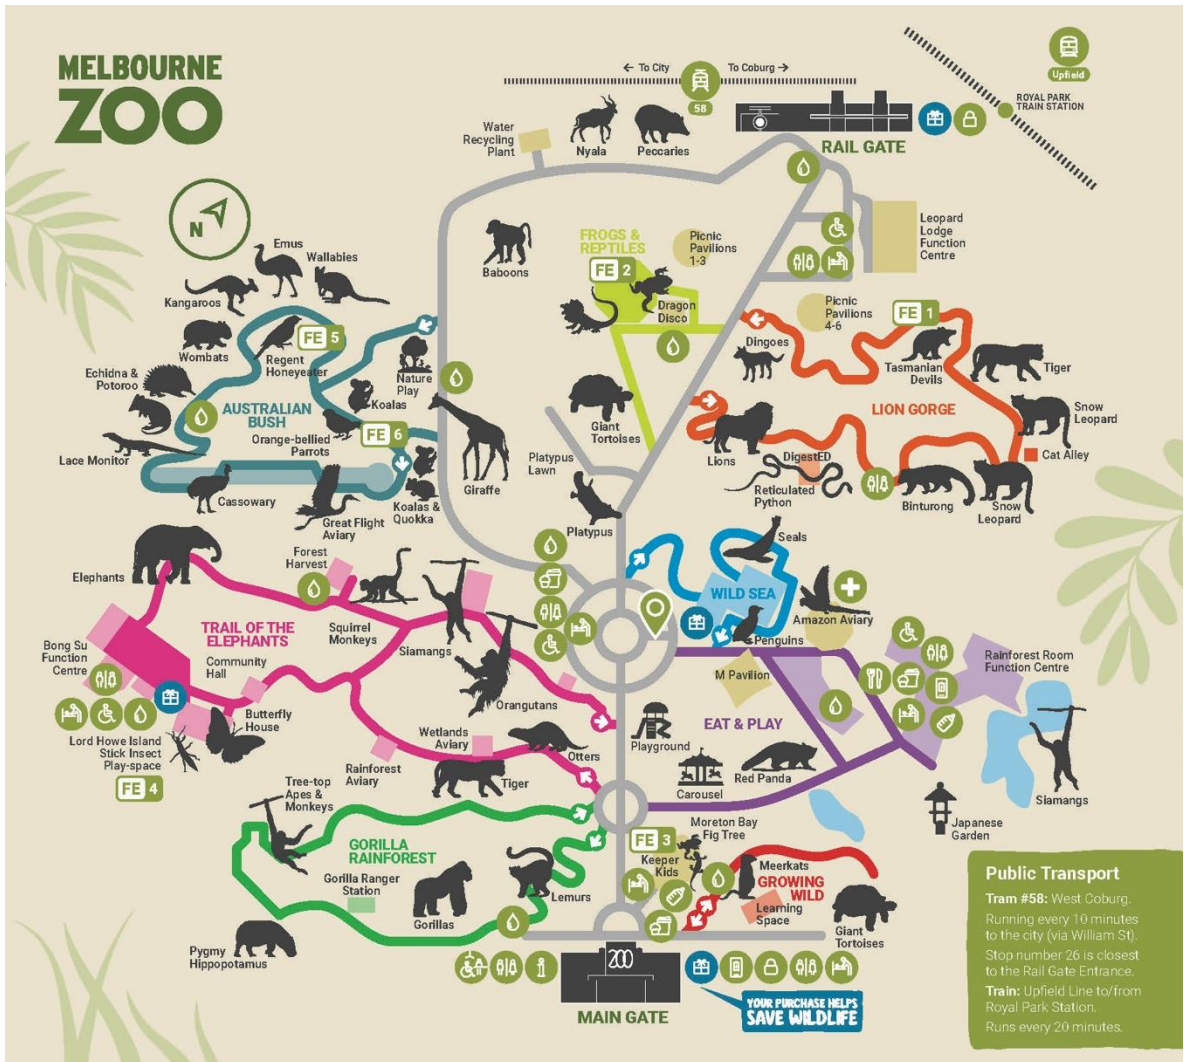 MELBOURNE
ZOO
← To City
To Coburg →
58
Upfield
ROYAL PARK
TRAIN STATION
RAIL GATE
Water
Recycling
Plant
Nyala
Peccaries
N
Baboons
FROGS &
REPTILES
FE 2
Picnic
Pavilions
1-3
Dragon
Disco
Leopard
Lodge
Function
Centre
Emus
Wallabies
Kangaroos
Wombats
Regent
Honeyeater
FE 5
Echidna &
Potoroo
Nature
Play
Koalas
AUSTRALIAN
BUSH
Orange-bellied
Parrots
FE 6
Lace Monitor
Cassowary
Great Flight
Aviary
Koalas &
Quokka
Giraffe
Giant
Tortoises
Platypus
Lawn
Platypus
Picnic
Pavilions
4-6
FE 1
Dingoes
Tasmanian
Devils
Tiger
LION GORGE
Snow
Leopard
Cat Alley
Lions
DigestED
Reticulated
Python
Binturong
Snow
Leopard
Elephants
Forest
Harvest
TRAIL OF THE
ELEPHANTS
Squirrel
Monkeys
Siamangs
Orangutans
Bong Su
Function
Centre
Community
Hall
Butterfly
House
Lord Howe Island
Stick Insect
Play-space
FE 4
Rainforest
Aviary
Wetlands
Aviary
Tiger
Otters
Seals
WILD SEA
Penguins
Amazon Aviary
M Pavilion
Rainforest Room
Function Centre
EAT & PLAY
Playground
Carousel
Red Panda
Siamangs
Japanese
Garden
Tree-top
Apes &
Monkeys
GORILLA
RAINFOREST
Gorilla Ranger
Station
Gorillas
Lemurs
Pygmy
Hippopotamus
Moreton Bay
Fig Tree
FE 3
Keeper
Kids
Meerkats
GROWING
WILD
Learning
Space
Giant
Tortoises
ZOO
MAIN GATE
YOUR PURCHASE HELPS
SAVE WILDLIFE
Public Transport
Tram #58: West Coburg.
Running every 10 minutes
to the city (via William St).
Stop number 26 is closest
to the Rail Gate Entrance.
Train: Upfield Line to/from
Royal Park Station.
Runs every 20 minutes.